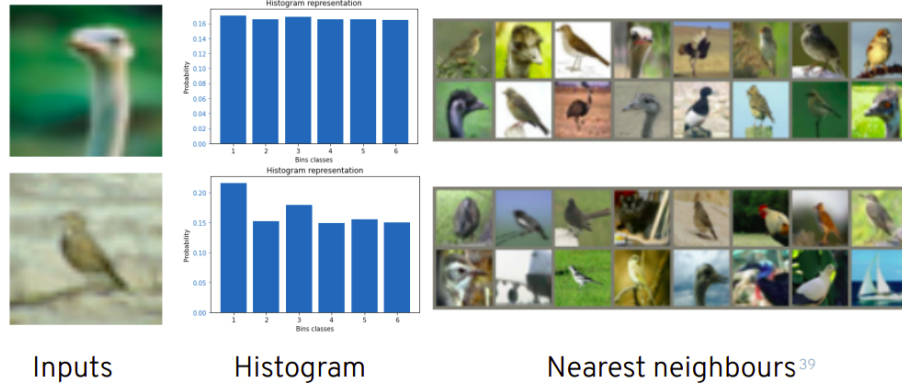 Histogram representation
Probability
0.16
0.14
0.12
0.10
0.08
0.06
0.04
0.02
0.00
1 2 3 4 5 6
Bins classes
Histogram representation
Probability
0.20
0.15
0.10
0.05
0.00
1 2 3 4 5 6
Bins classes
Inputs Histogram Nearest neighbours 39